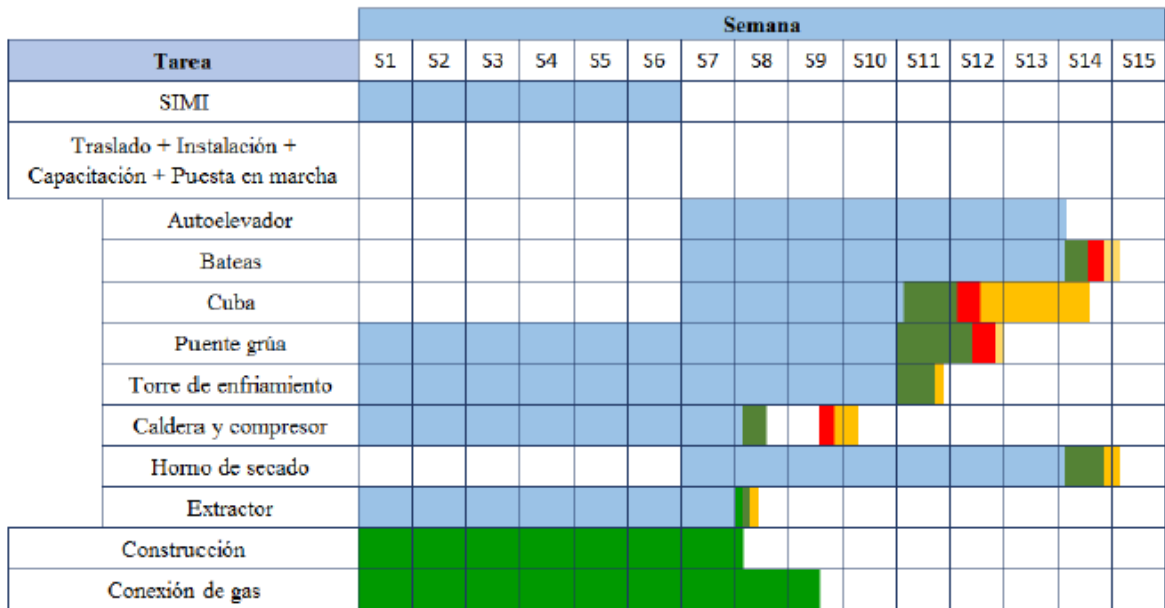 Semana
Tarea S1 S2 S3 S4 S5 S6 S7 S8 S9 S10 S11 S12 S13 S14 S15
SIMI
Traslado + Instalación +
Capacitación + Puesta en marcha
Autoelevador
Bateas
Cuba
Puente grúa
Torre de enfriamiento
Caldera y compresor
Horno de secado
Extractor
Construcción
Conexión de gas